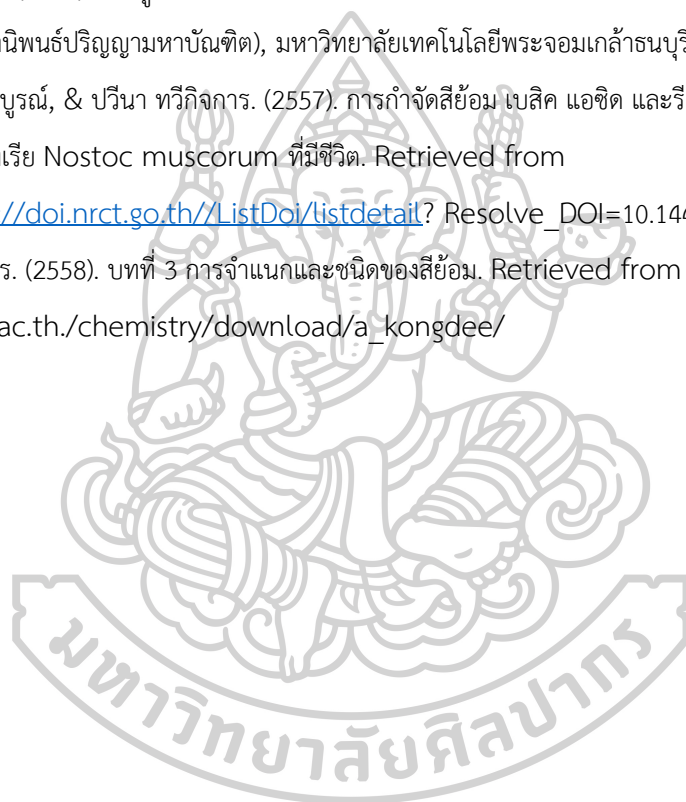 นิพนธ์ปริญญามหาบัณฑิต), มหาวิทยาลัยเทคโนโลยีพระจอมเกล้าธนบุรี
บูรณ์, & ปวีนา ทวีกิจการ. (2557). การกำจัดสีย้อม เบสิค แอซิด และรี
เรีย Nostoc muscorum ที่มีชีวิต. Retrieved from
//doi.nrct.go.th//ListDoi/listdetail? Resolve_DOI=10.144
ร. (2558). บทที่ 3 การจำแนกและชนิดของสีย้อม. Retrieved from
ac.th./chemistry/download/a_kongdee/
มหาวิทยาลัยศิลปากร